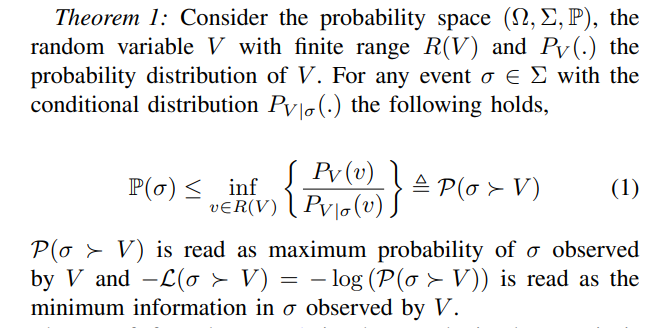 Theorem 1: Consider the probability space (Ω, Σ, ℙ), the
random variable V with finite range R(V) and P_V(.) the
probability distribution of V. For any event σ ∈ Σ with the
conditional distribution P_{V|σ}(.) the following holds,
ℙ(σ) ≤ inf_{v∈R(V)} { P_V(v) / P_{V|σ}(v) } ≜ 𝒫(σ ≻ V) (1)
𝒫(σ ≻ V) is read as maximum probability of σ observed
by V and −ℒ(σ ≻ V) = − log (𝒫(σ ≻ V)) is read as the
minimum information in σ observed by V.